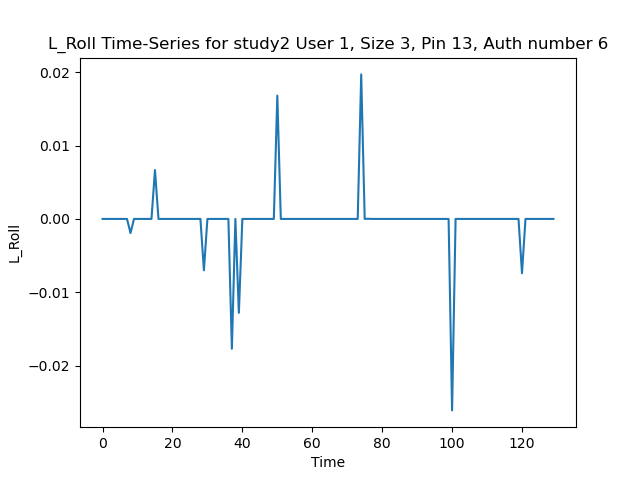 L_Roll Time-Series for study2 User 1, Size 3, Pin 13, Auth number 6
0.02
0.01
0.00
−0.01
−0.02
L_Roll
0 20 40 60 80 100 120
Time